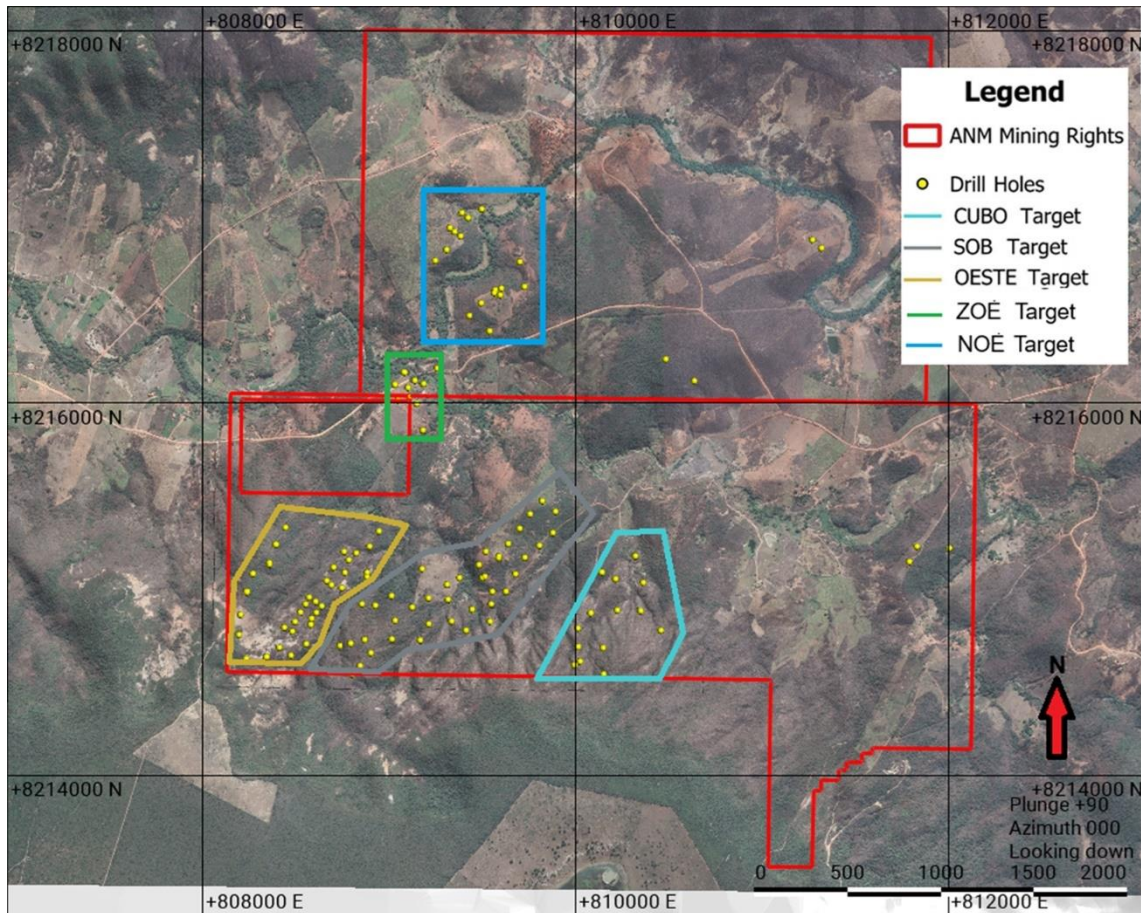 +808000 E
+810000 E
+812000 E
+8218000 N
+8218000 N
Legend
ANM Mining Rights
Drill Holes
CUBO Target
SOB Target
OESTE Target
ZOÉ Target
NOÉ Target
+8216000 N
+8216000 N
N
+8214000 N
+8214000 N
Plunge +90
Azimuth 000
Looking down
0 500 1000 1500 2000
+808000 E
+810000 E
+812000 E